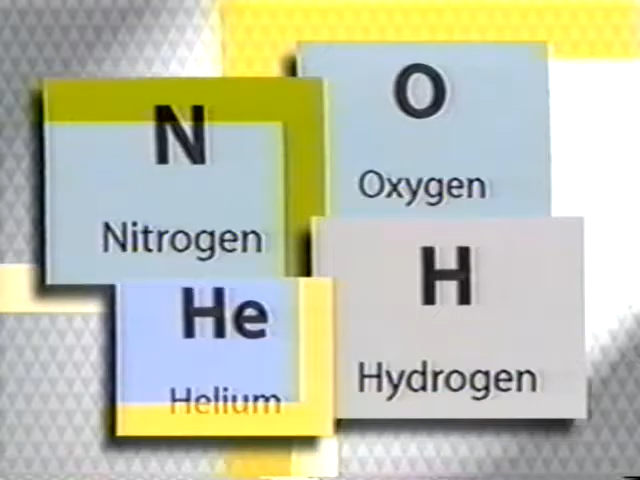 N
Nitrogen
O
Oxygen
He
Helium
H
Hydrogen